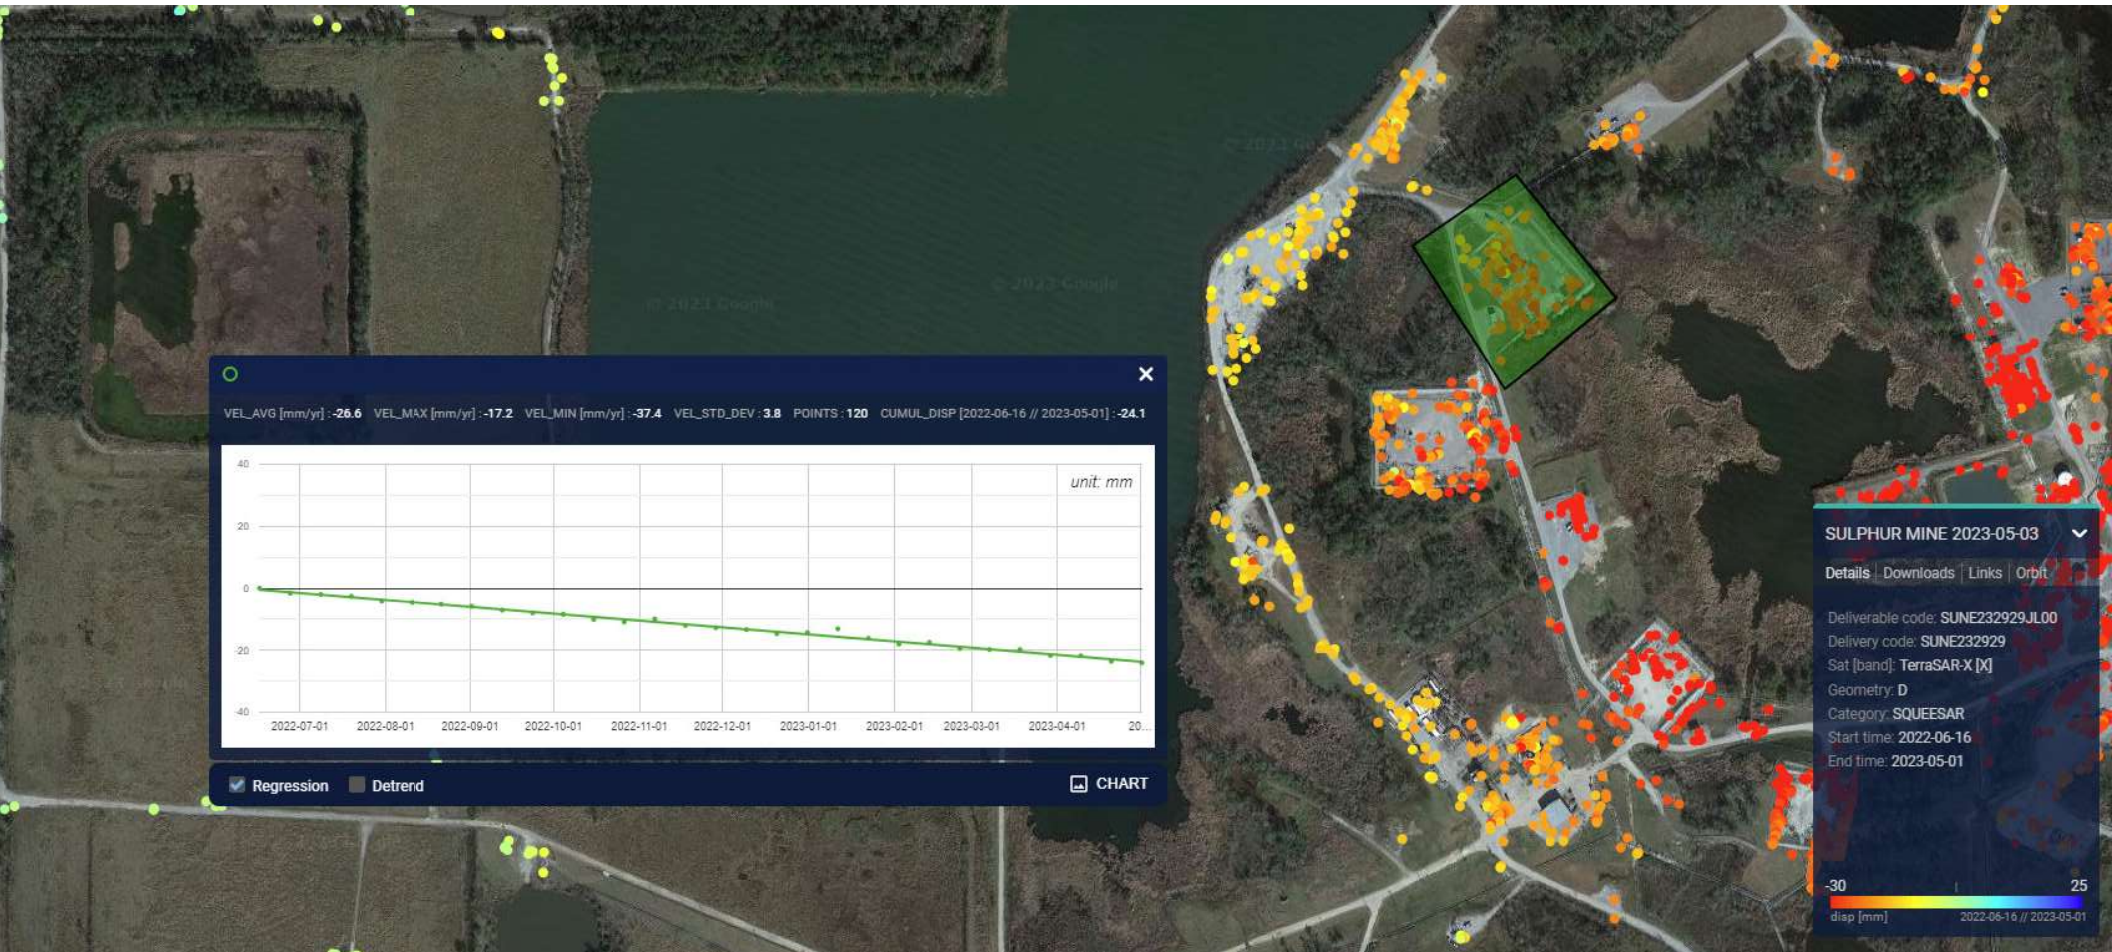 © 2023 Google
© 2023 Google
VEL_AVG [mm/yr] : -26.6 VEL_MAX [mm/yr] : -17.2 VEL_MIN [mm/yr] : -37.4 VEL_STD_DEV : 3.8 POINTS : 120 CUMUL_DISP [2022-06-16 // 2023-05-01] : -24.1
unit: mm
40
20
0
-20
-40
2022-07-01 2022-08-01 2022-09-01 2022-10-01 2022-11-01 2022-12-01 2023-01-01 2023-02-01 2023-03-01 2023-04-01 20...
Regression Detrend CHART
SULPHUR MINE 2023-05-03
Details | Downloads | Links | Orbit
Deliverable code: SUNE232929JL00
Delivery code: SUNE232929
Sat [band]: TerraSAR-X [X]
Geometry: D
Category: SQUEESAR
Start time: 2022-06-16
End time: 2023-05-01
-30 25
disp [mm] 2022-06-16 // 2023-05-01